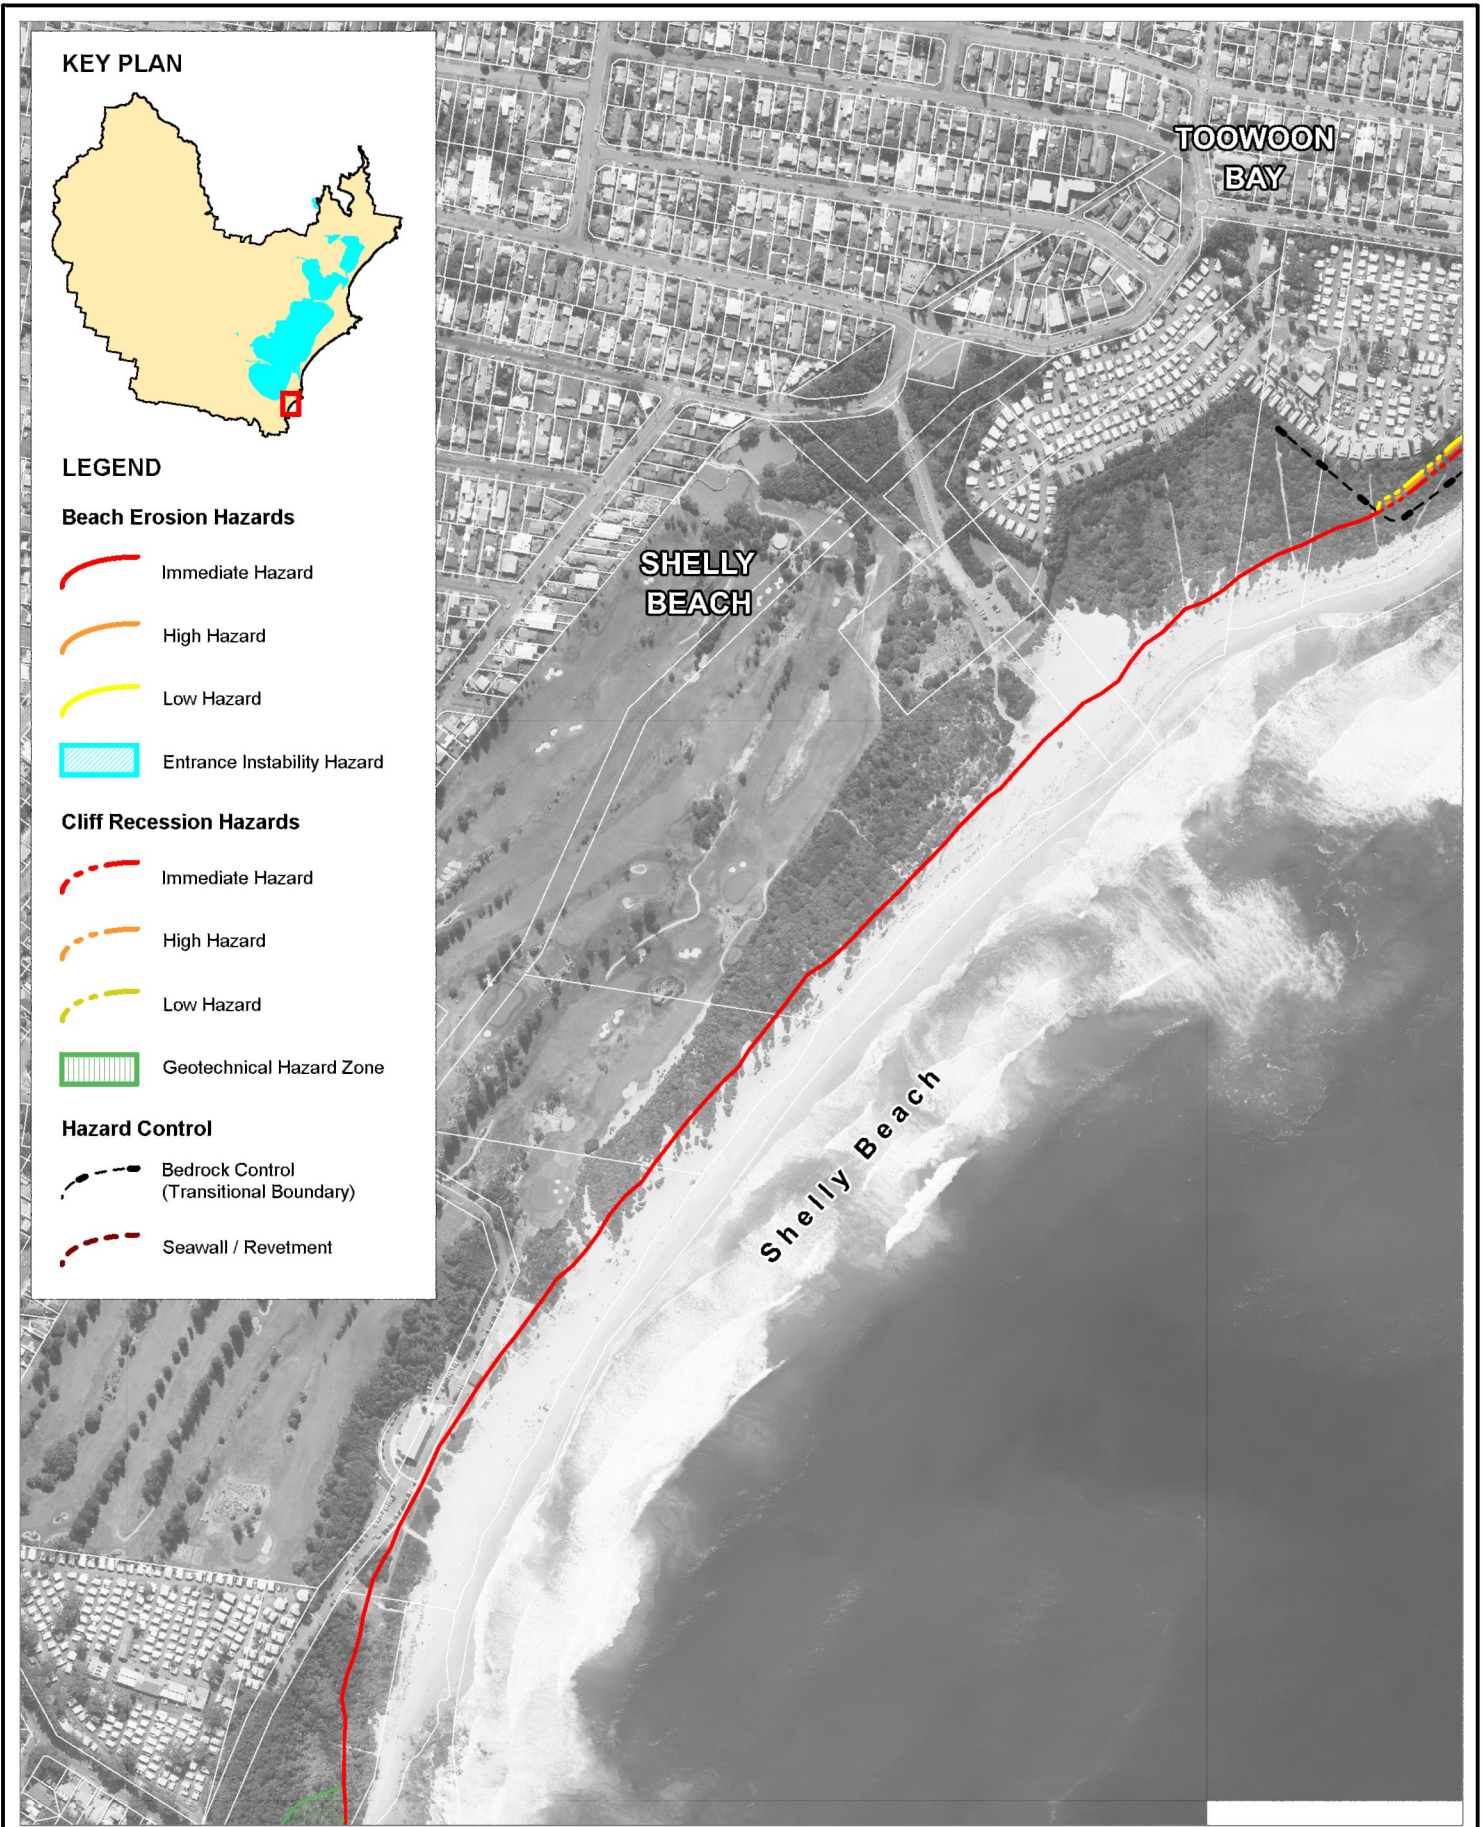 KEY PLAN
LEGEND
Beach Erosion Hazards
Immediate Hazard
High Hazard
Low Hazard
Entrance Instability Hazard
Cliff Recession Hazards
Immediate Hazard
High Hazard
Low Hazard
Geotechnical Hazard Zone
Hazard Control
Bedrock Control
(Transitional Boundary)
Seawall / Revetment
TOOWOON
BAY
SHELLY
BEACH
Shelly Beach